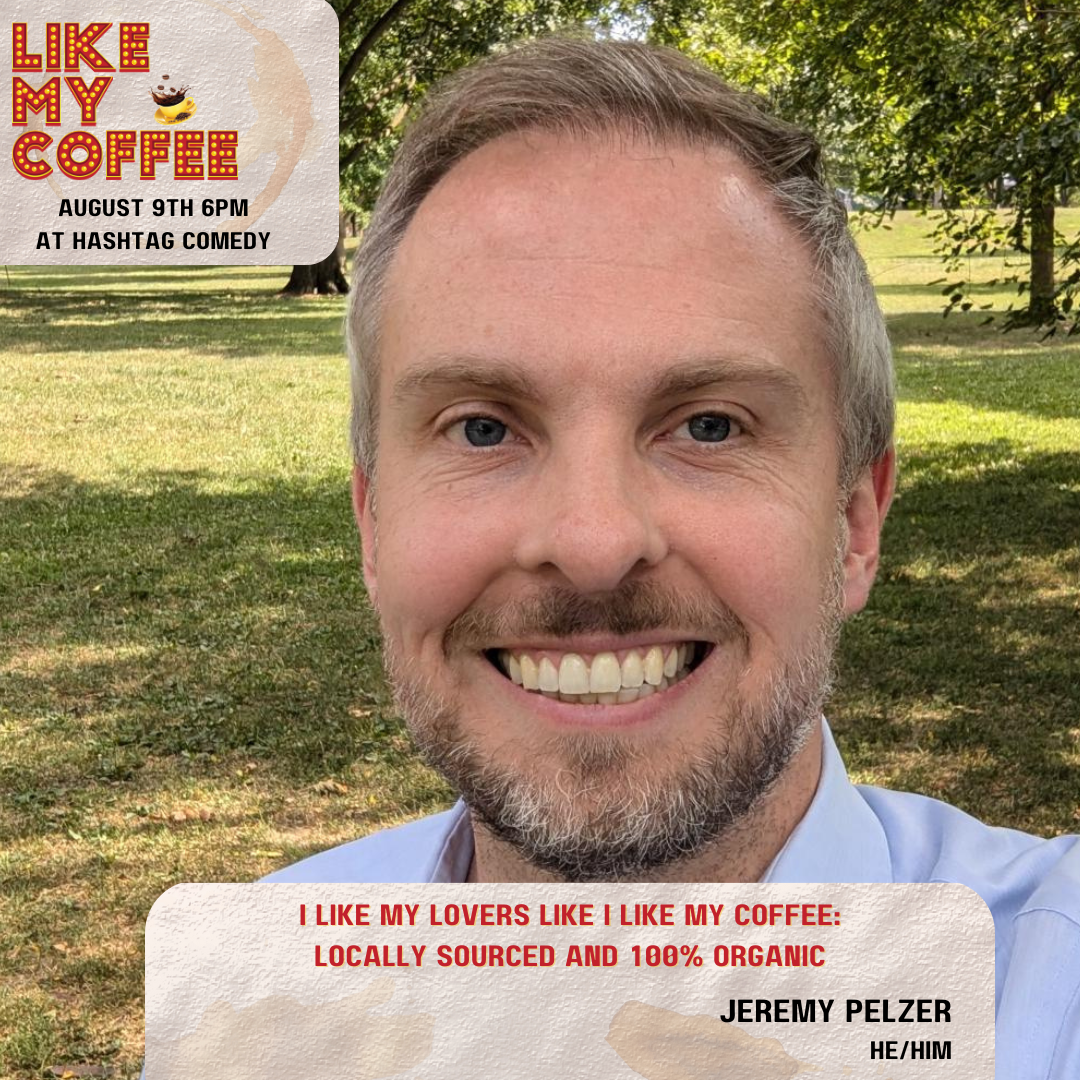 LIKE
MY
COFFEE
AUGUST 9TH 6PM
AT HASHTAG COMEDY
I LIKE MY LOVERS LIKE I LIKE MY COFFEE:
LOCALLY SOURCED AND 100% ORGANIC
JEREMY PELZER
HE/HIM